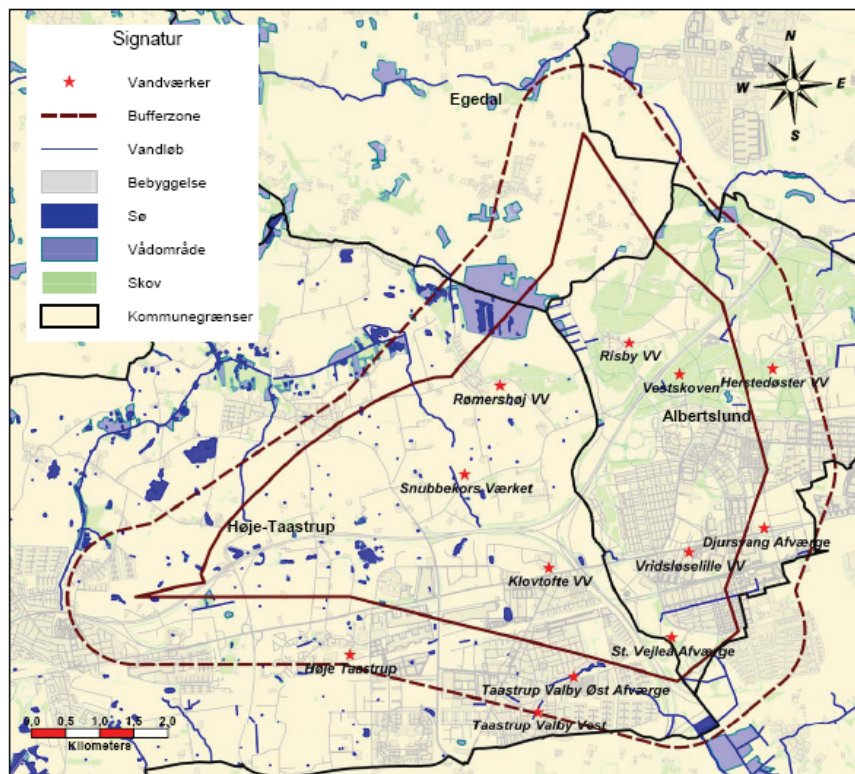 Signatur
Vandværker
Bufferzone
Vandløb
Bebyggelse
Sø
Vådområde
Skov
Kommunegrænser
N
W E
S
Egedal
Risby VV
Vestskoven
Herstedøster VV
Rømershøj VV
Albertslund
Snubbekors Værket
Høje-Taastrup
Djursvang Afværge
Vridsløselille VV
Klovtofte VV
St. Vejleå Afværge
Høje Taastrup
Taastrup Valby Øst Afværge
Taastrup Valby Vest
0.0 0.5 1.0 1.5 2.0
Kilometers